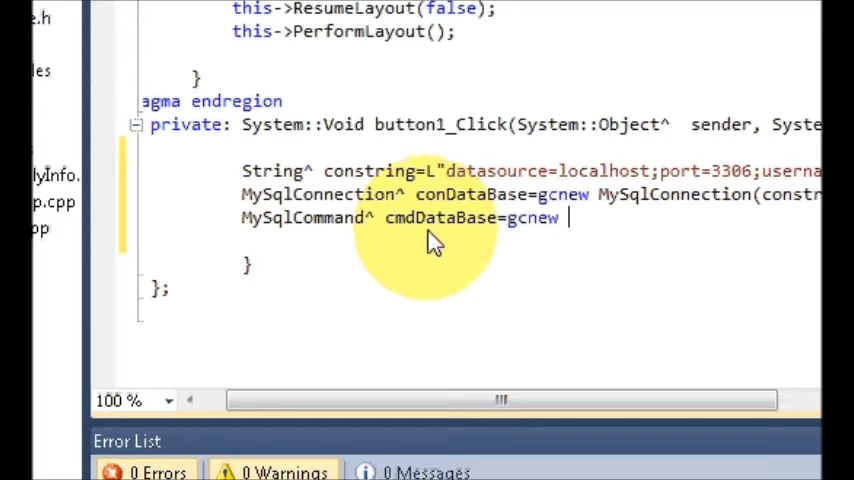 e.h
this->ResumeLayout(false);
this->PerformLayout();
les
}
agma endregion
private: System::Void button1_Click(System::Object^ sender, Syste
String^ constring=L"datasource=localhost;port=3306;userna
lyInfo.
MySqlConnection^ conDataBase=gcnew MySqlConnection(constr
p.cpp
MySqlCommand^ cmdDataBase=gcnew
pp
}
};
100 %
Error List
0 Errors
0 Warnings
0 Messages